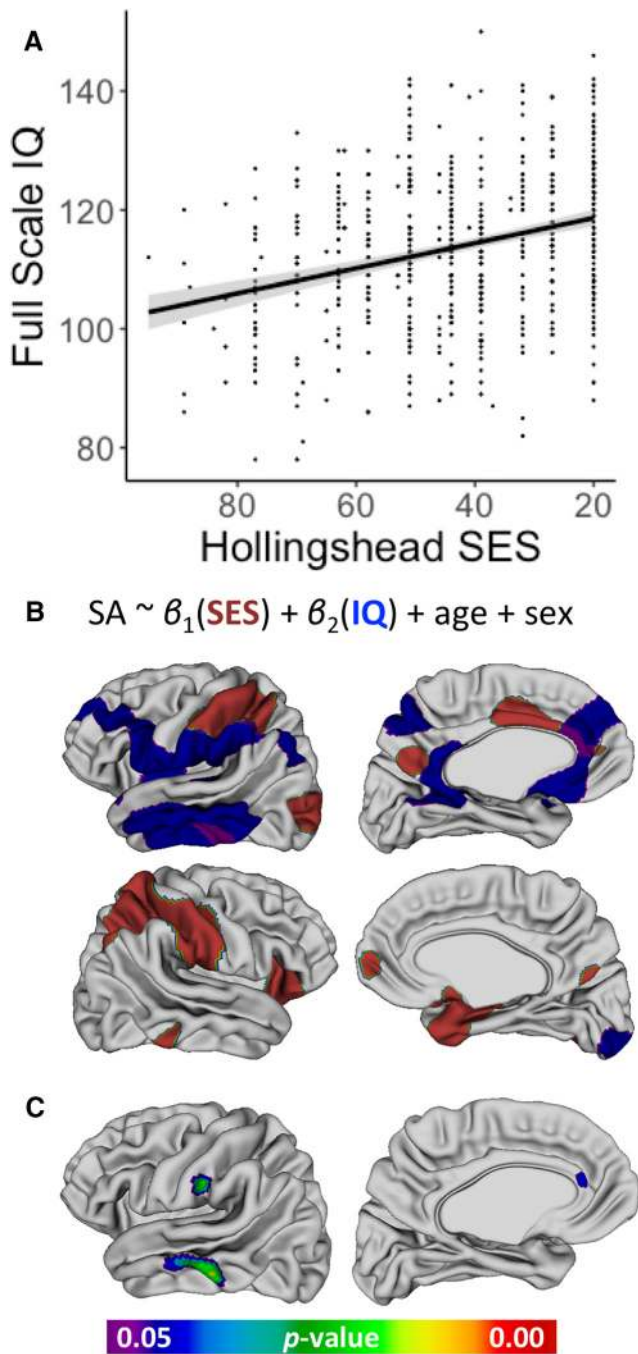 A
Full Scale IQ
140
120
100
80
80 60 40 20
Hollingshead SES
B SA ~ β1(SES) + β2(IQ) + age + sex
C
0.05 p-value 0.00